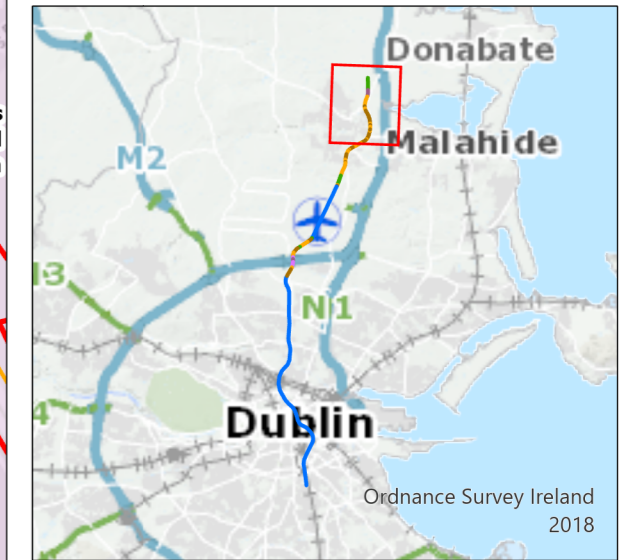 Donabate
M2
Malahide
N1
Dublin
Ordnance Survey Ireland
2018